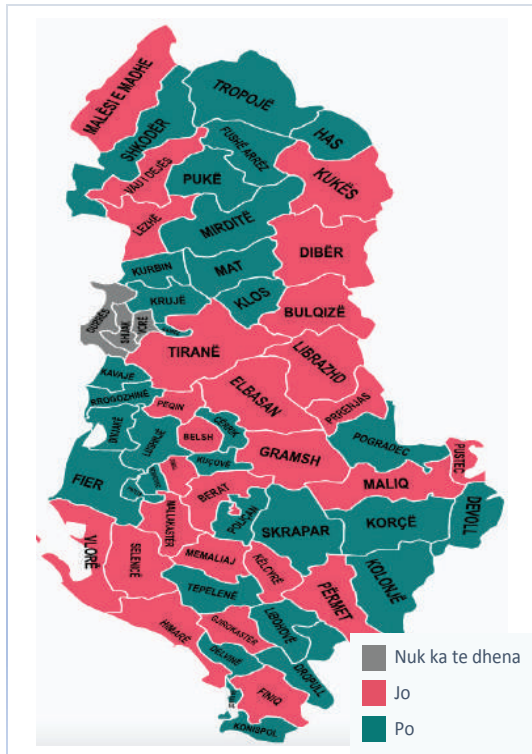 MALËSI E MADHE
TROPOJË
SHKODËR
HAS
FUSHË ARRËZ
KUKËS
VAU I DEJËS
PUKË
LEZHË
MIRDITË
DIBËR
KURBIN
MAT
KLOS
KRUJË
BULQIZË
DURRËS
SHIJAK
TIRANË
LIBRAZHD
KAVAJË
ELBASAN
RROGOZHINË
PEQIN
PRRENJAS
CËRRIK
BELSH
POGRADEC
LUSHNJË
GRAMSH
PUSTEC
KUÇOVË
MALIQ
FIER
BERAT
DEVOLL
POLIÇAN
SKRAPAR
KORÇË
MALLAKASTËR
VLORË
SELENCË
MEMALIAJ
KËLCYRË
KOLONJË
TEPELENË
PËRMET
LIBOHOVË
GJIROKASTËR
HIMARË
DELVINË
DROPULL
FINIQ
KONISPOL
Nuk ka te dhena
Jo
Po